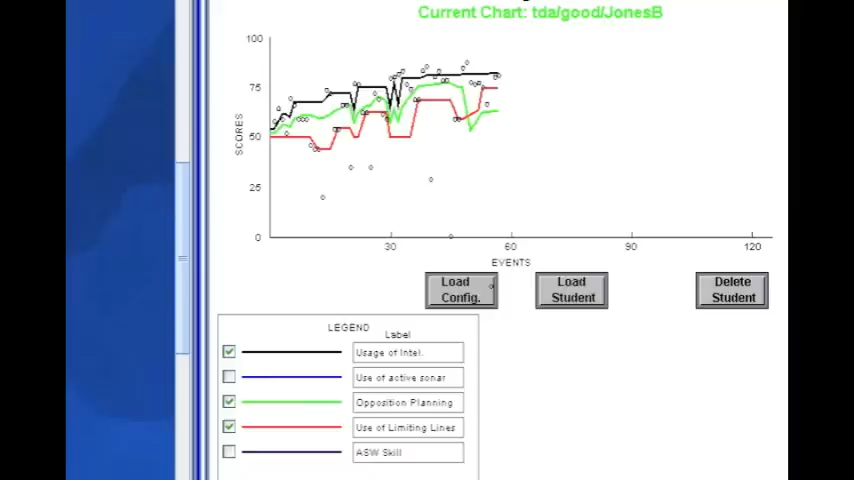 Current Chart: tda/good/JonesB
100
75
50
25
0
SCORES
30
60
90
120
EVENTS
Load Config.
Load Student
Delete Student
LEGEND
Label
Usage of Intel.
Use of active sonar
Opposition Planning
Use of Limiting Lines
ASW Skill